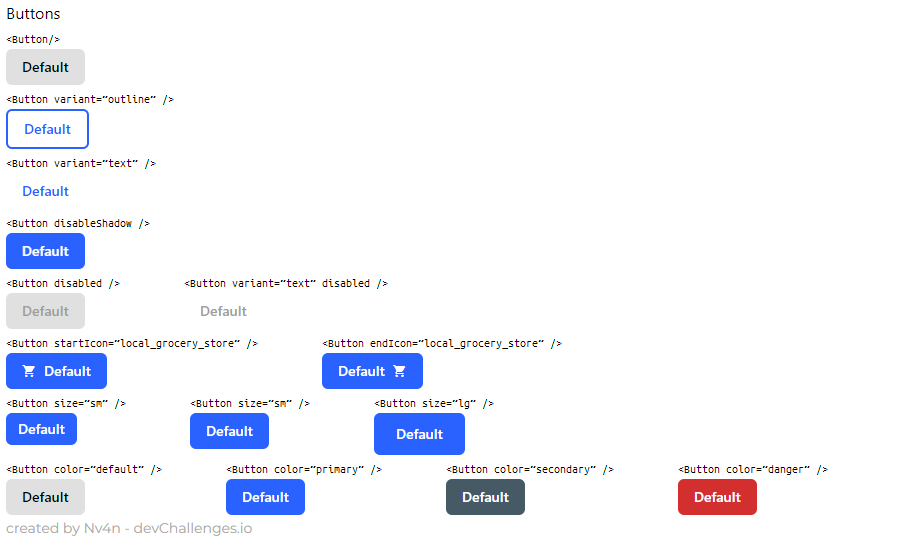 Buttons
<Button/>
Default
<Button variant=”outline” />
Default
<Button variant=”text” />
Default
<Button disableShadow />
Default
<Button disabled /> <Button variant=”text” disabled />
Default Default
<Button startIcon=”local_grocery_store” /> <Button endIcon=”local_grocery_store” />
Default Default
<Button size=”sm” /> <Button size=”sm” /> <Button size=”lg” />
Default Default Default
<Button color=”default” /> <Button color=”primary” /> <Button color=”secondary” /> <Button color=”danger” />
Default Default Default Default
created by Nv4n - devChallenges.io